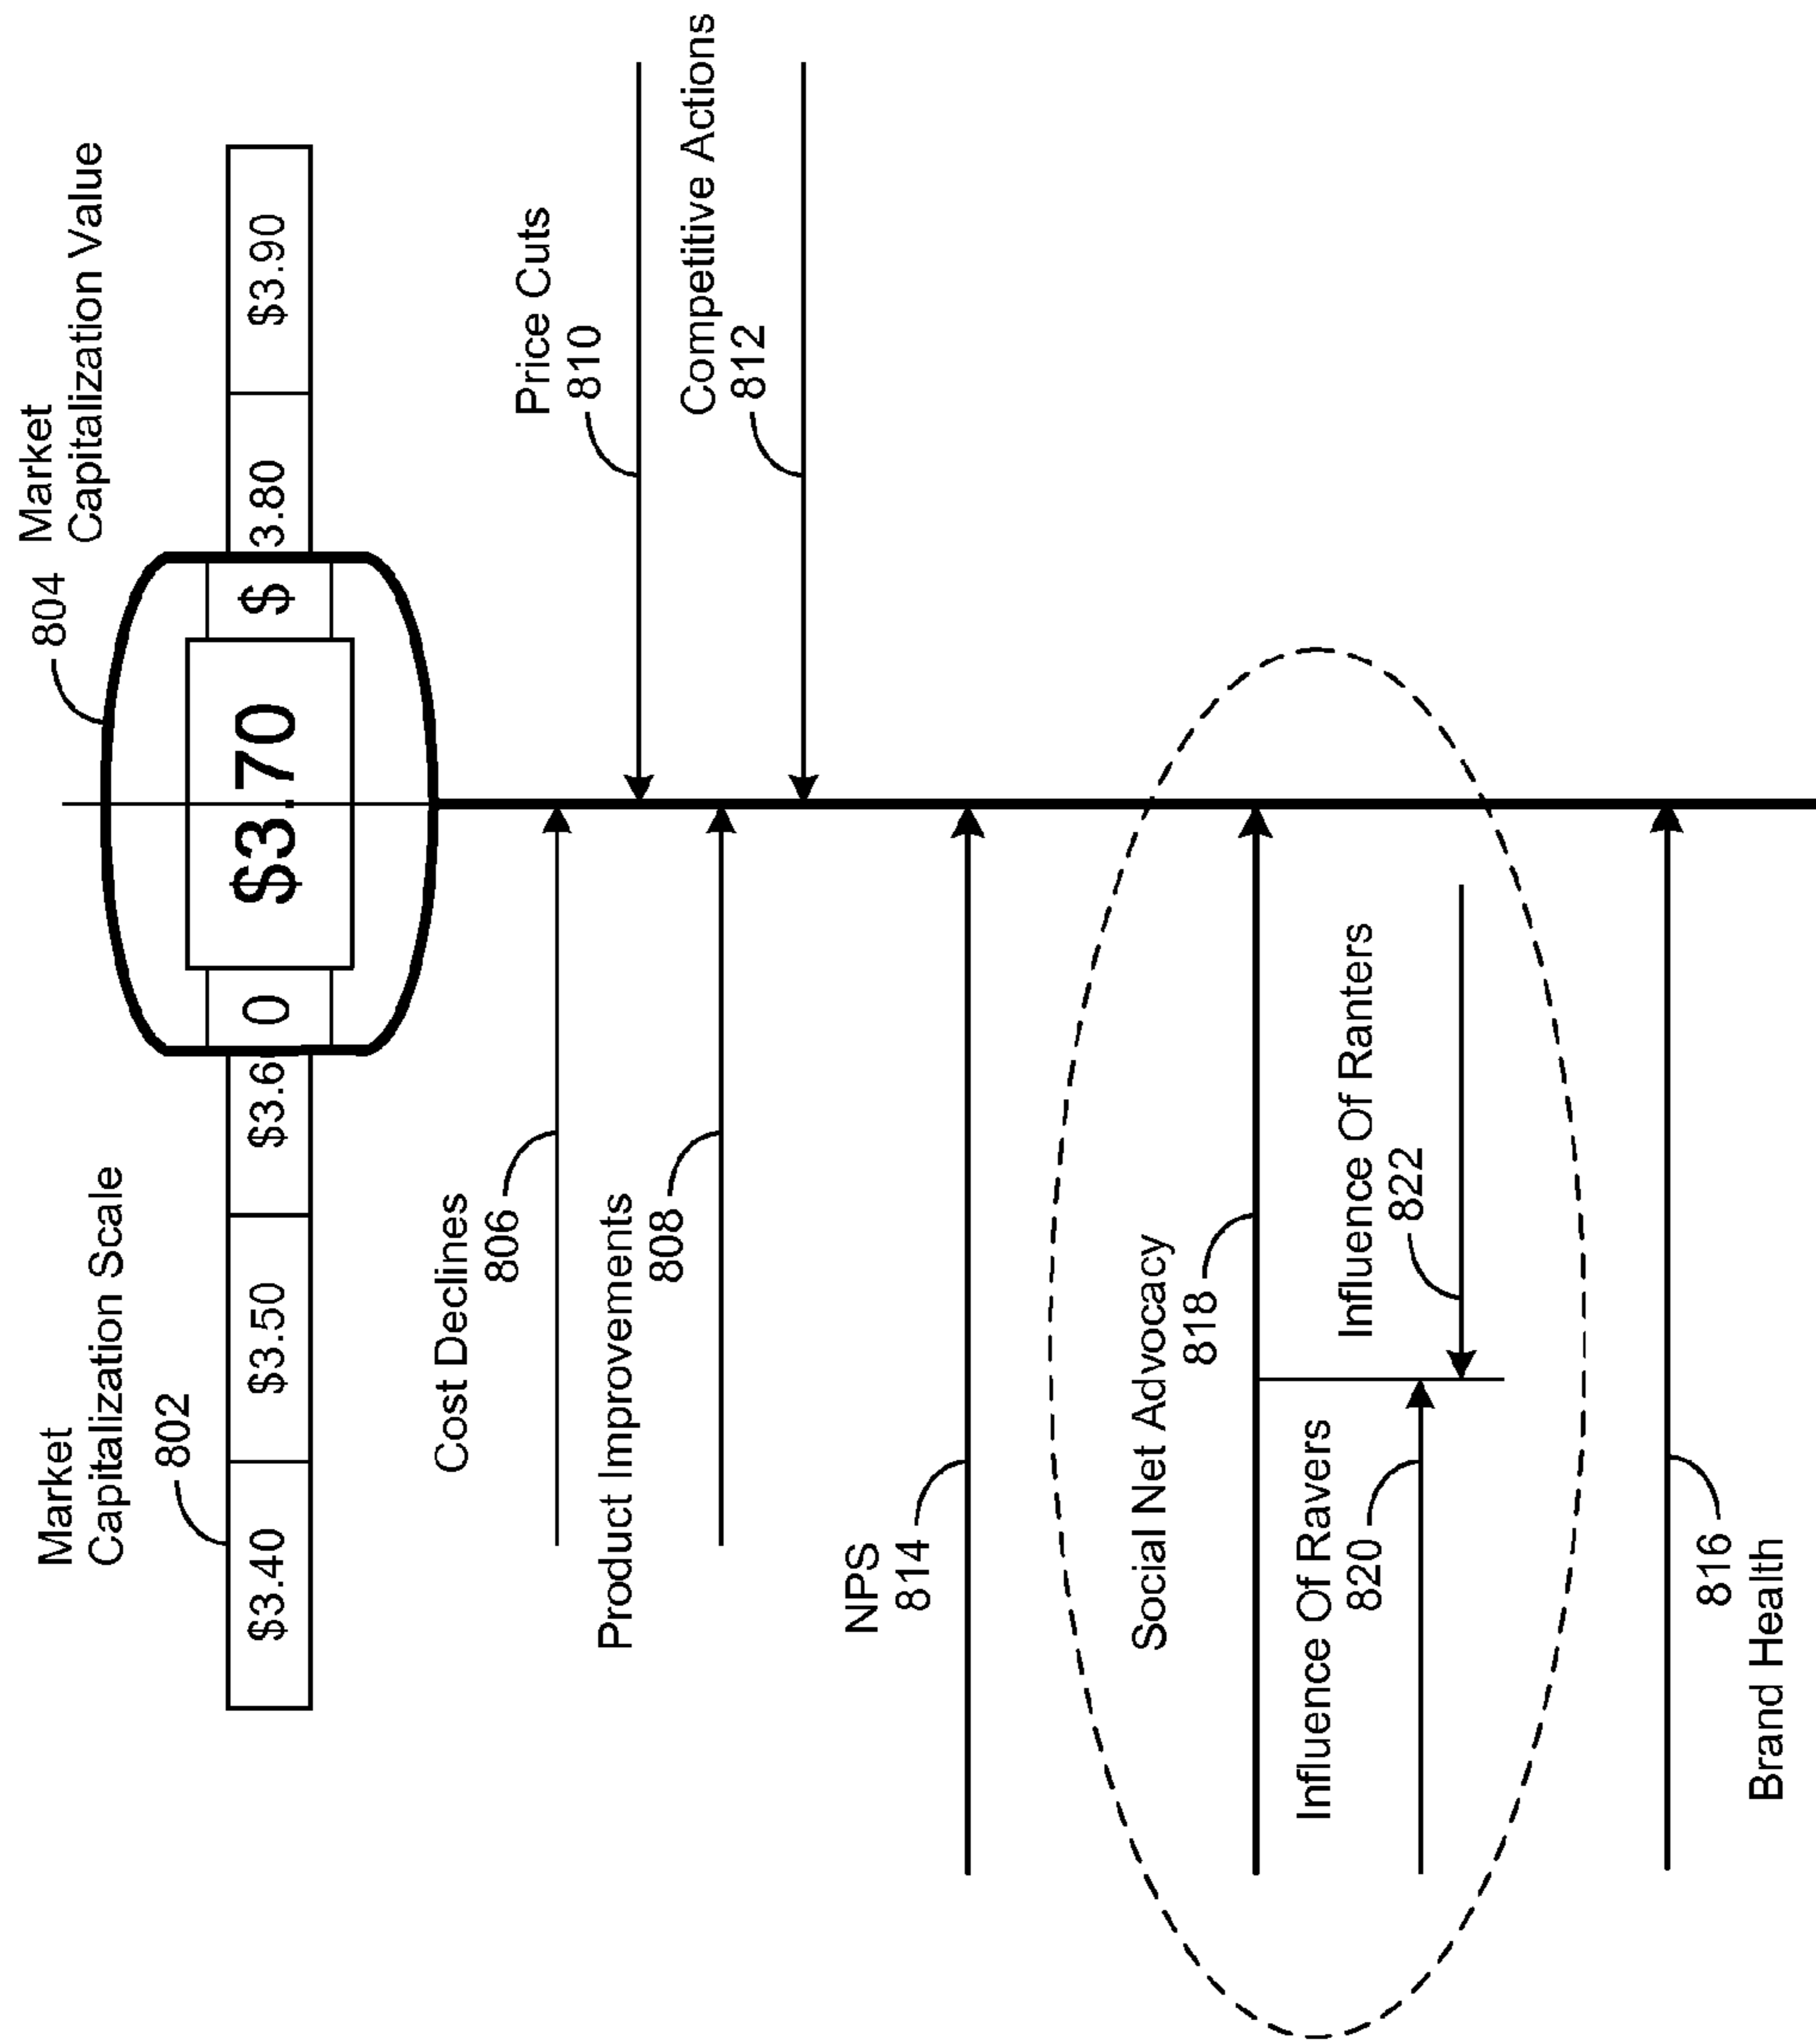 Market
Capitalization Scale
802
804
Market
Capitalization Value
$3.40
$3.50
$3.6
0
$3.70
$
3.80
$3.90
Cost Declines
806
Price Cuts
810
Product Improvements
808
Competitive Actions
812
NPS
814
Social Net Advocacy
818
Influence Of Ravers
820
Influence Of Ranters
822
816
Brand Health